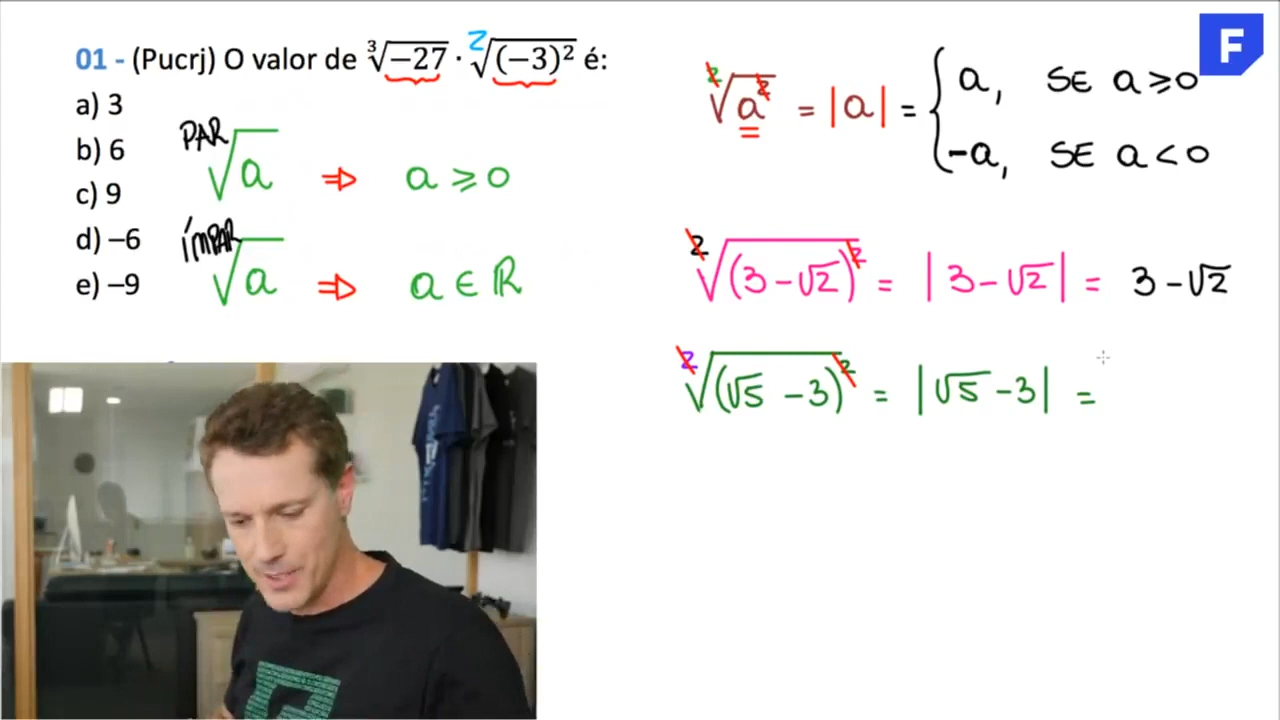 01 - (Pucrj) O valor de ∛−27 · ²√(−3)² é:
a) 3
b) 6
c) 9
d) –6
e) –9
PAR√a ⇒ a ≥ 0
ÍMPAR√a ⇒ a ∈ ℝ
F
²√a² = |a| = { a, SE a ≥ 0
−a, SE a < 0
²√(3 − √2)² = |3 − √2| = 3 − √2
²√(√5 − 3)² = |√5 − 3| =